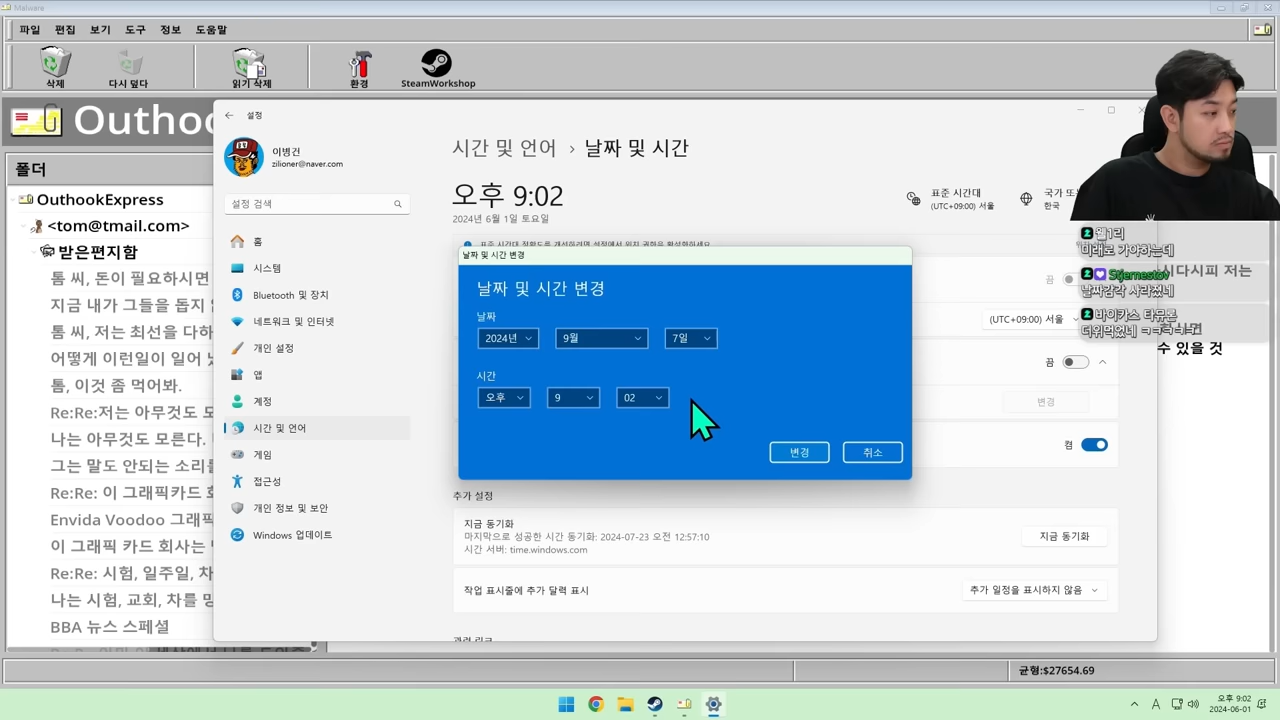 Malware
파일 편집 보기 도구 정보 도움말
삭제 다시 덮다 읽기 삭제 환경 SteamWorkshop
Outhoo
폴더
OuthookExpress
<tom@tmail.com>
받은편지함
톰 씨, 돈이 필요하시면
지금 내가 그들을 돕지
톰 씨, 저는 최선을 다하
어떻게 이런일이 일어
톰, 이것 좀 먹어봐.
Re:Re:저는 아무것도 모
나는 아무것도 모른다.
그는 말도 안되는 소리를
Re:Re: 이 그래픽카드 회
Envida Voodoo 그래픽
이 그래픽 카드 회사는
Re:Re: 시험, 일주일, 차
나는 시험, 교회, 차를 망
BBA 뉴스 스페셜
설정
이병건
zilioner@naver.com
설정 검색
홈
시스템
Bluetooth 및 장치
네트워크 및 인터넷
개인 설정
앱
계정
시간 및 언어
게임
접근성
개인 정보 및 보안
Windows 업데이트
시간 및 언어 › 날짜 및 시간
오후 9:02
2024년 6월 1일 토요일
표준 시간대
(UTC+09:00) 서울
국가 또는
한국
날짜 및 시간 변경
날짜 및 시간 변경
날짜
2024년 9월 7일
시간
오후 9 02
변경 취소
끔
(UTC+09:00) 서울
끔
변경
켬
추가 설정
지금 동기화
마지막으로 성공한 시간 동기화: 2024-07-23 오전 12:57:10
시간 서버: time.windows.com
지금 동기화
작업 표시줄에 추가 달력 표시
추가 일정을 표시하지 않음
관련 링크
웰1리
미래로 가야하는데
Stjernestov
날짜감각 사라졌네
바이카스 타무론
더위먹었네 ㅋㅋㅋㅋㅋ
시다시피 저는
수 있을 것
균형:$27654.69
A
오후 9:02
2024-06-01